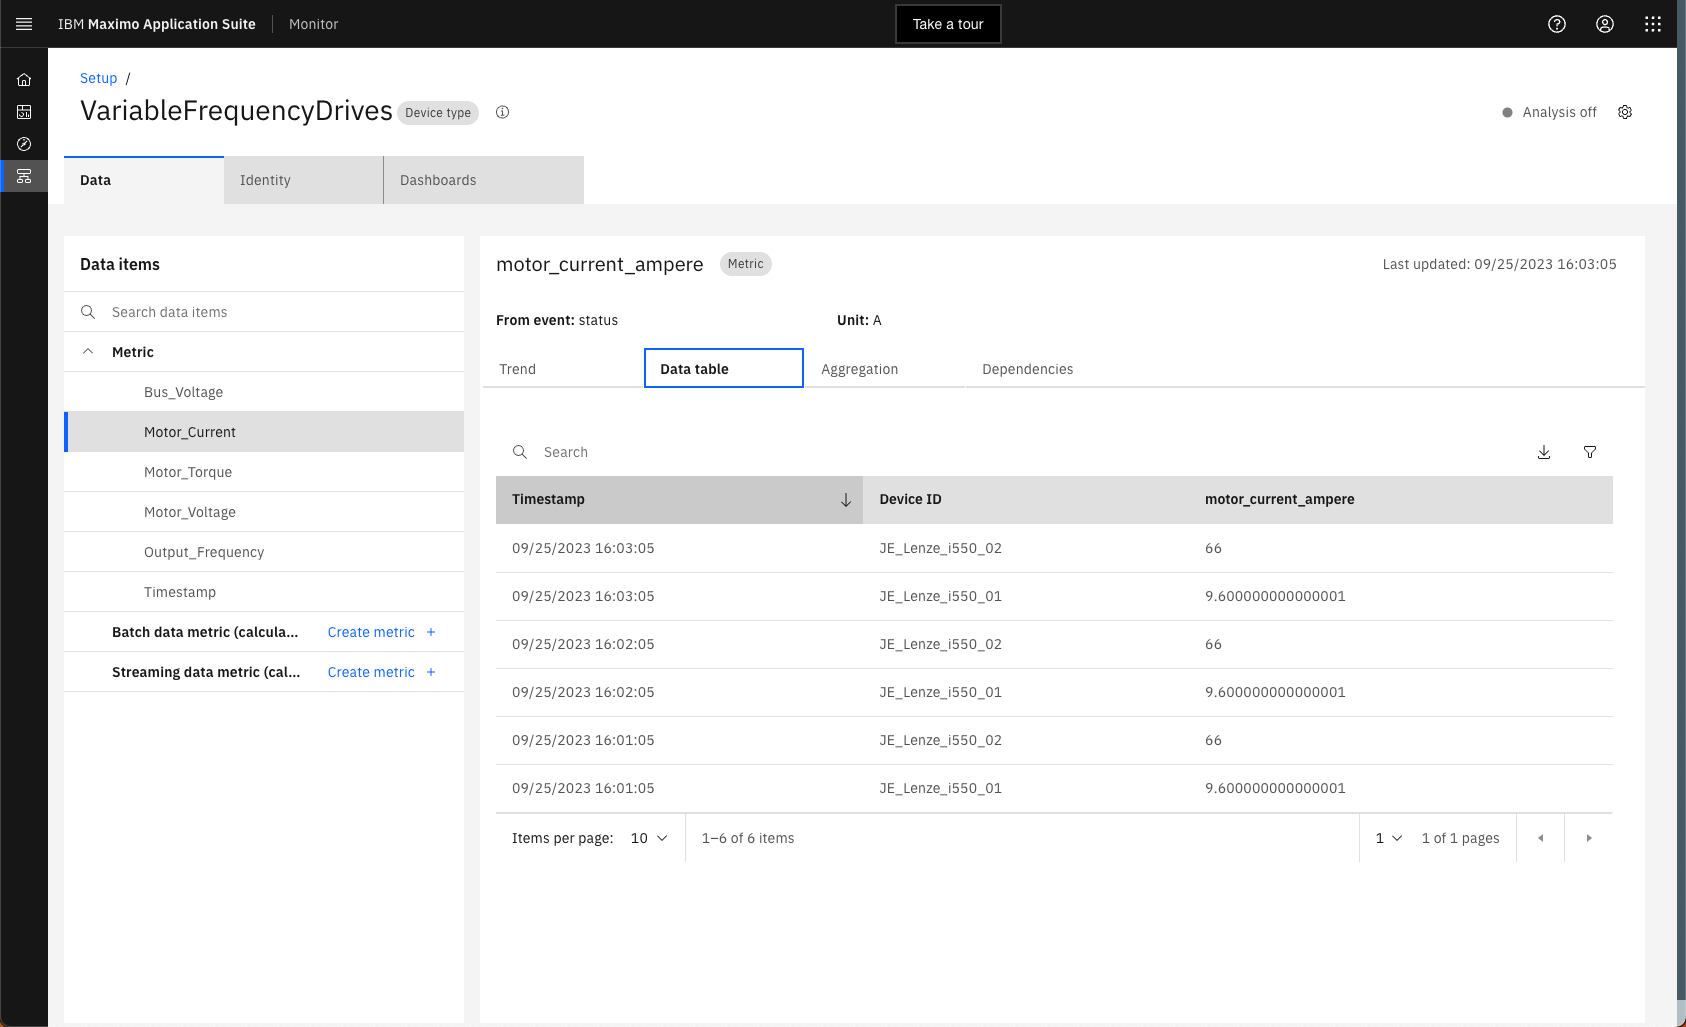 IBM Maximo Application Suite | Monitor
Take a tour
Setup /
VariableFrequencyDrives Device type
Analysis off
Data
Identity
Dashboards
Data items
Search data items
Metric
Bus_Voltage
Motor_Current
Motor_Torque
Motor_Voltage
Output_Frequency
Timestamp
Batch data metric (calcula... Create metric +
Streaming data metric (cal... Create metric +
motor_current_ampere Metric
Last updated: 09/25/2023 16:03:05
From event: status
Unit: A
Trend
Data table
Aggregation
Dependencies
Search
Timestamp Device ID motor_current_ampere
09/25/2023 16:03:05 JE_Lenze_i550_02 66
09/25/2023 16:03:05 JE_Lenze_i550_01 9.600000000000001
09/25/2023 16:02:05 JE_Lenze_i550_02 66
09/25/2023 16:02:05 JE_Lenze_i550_01 9.600000000000001
09/25/2023 16:01:05 JE_Lenze_i550_02 66
09/25/2023 16:01:05 JE_Lenze_i550_01 9.600000000000001
Items per page: 10
1–6 of 6 items
1
1 of 1 pages